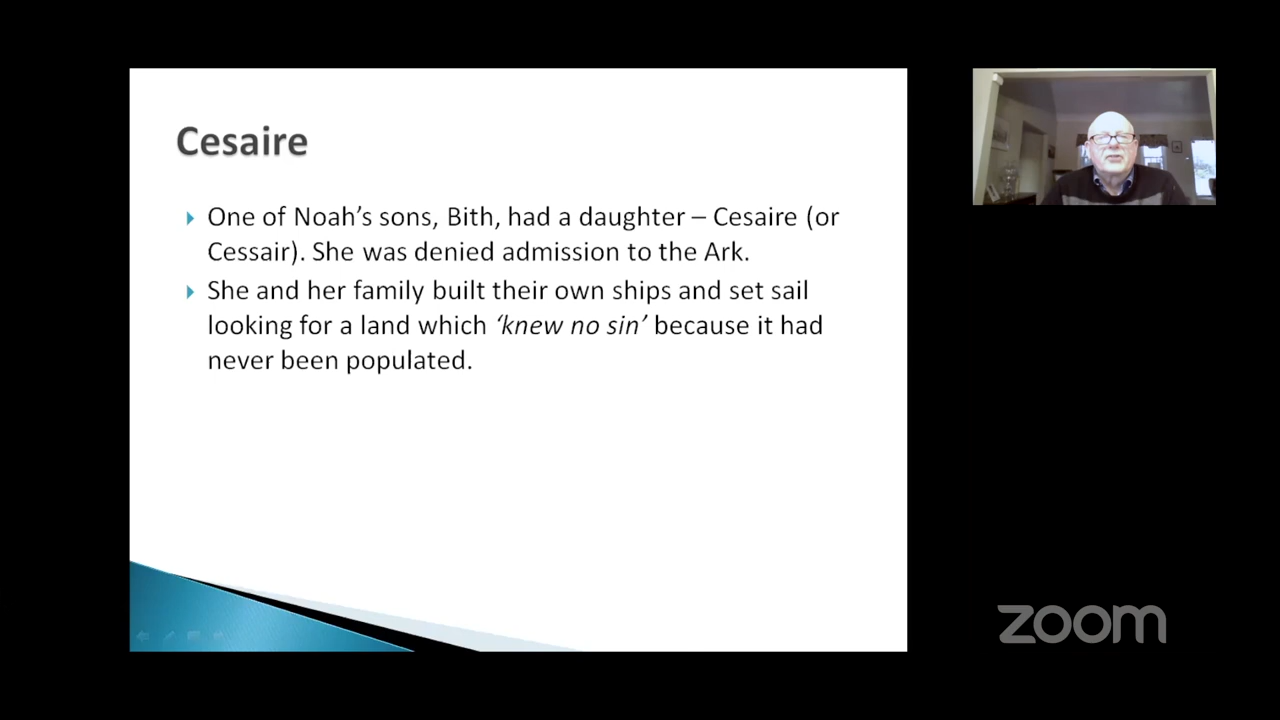 Cesaire
One of Noah’s sons, Bith, had a daughter – Cesaire (or
Cessair). She was denied admission to the Ark.
She and her family built their own ships and set sail
looking for a land which ‘knew no sin’ because it had
never been populated.
zoom